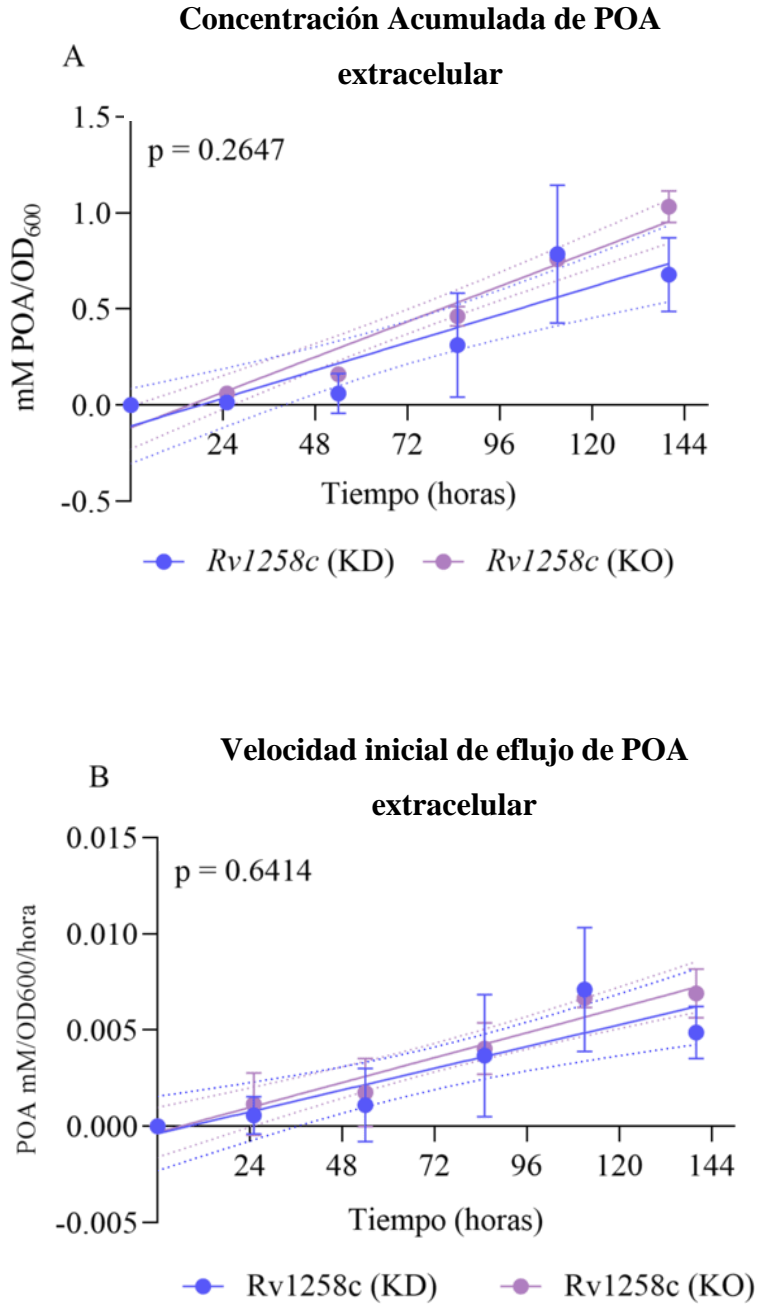 Concentración Acumulada de POA
extracelular
A
p = 0.2647
1.5
1.0
0.5
0.0
-0.5
mM POA/OD600
24 48 72 96 120 144
Tiempo (horas)
Rv1258c (KD) Rv1258c (KO)
Velocidad inicial de eflujo de POA
extracelular
B
p = 0.6414
0.015
0.010
0.005
0.000
-0.005
POA mM/OD600/hora
24 48 72 96 120 144
Tiempo (horas)
Rv1258c (KD) Rv1258c (KO)